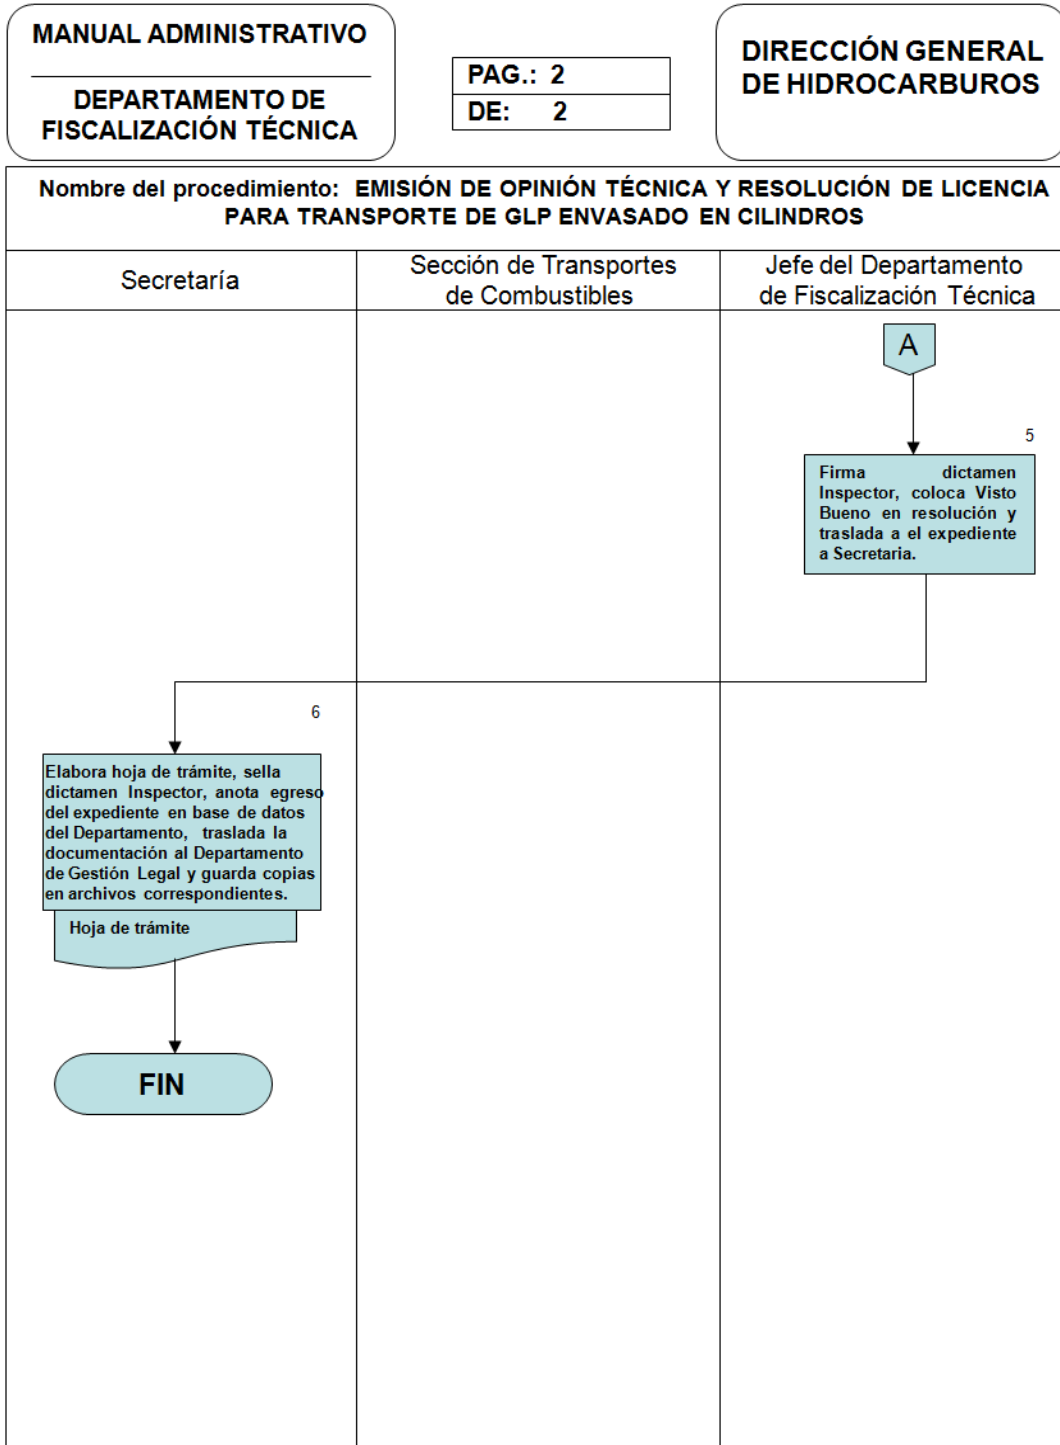 MANUAL ADMINISTRATIVO
DEPARTAMENTO DE
FISCALIZACIÓN TÉCNICA
PAG.: 2
DE: 2
DIRECCIÓN GENERAL
DE HIDROCARBUROS
Nombre del procedimiento: EMISIÓN DE OPINIÓN TÉCNICA Y RESOLUCIÓN DE LICENCIA
PARA TRANSPORTE DE GLP ENVASADO EN CILINDROS
Secretaría
Sección de Transportes
de Combustibles
Jefe del Departamento
de Fiscalización Técnica
A
5
Firma dictamen
Inspector, coloca Visto
Bueno en resolución y
traslada a el expediente
a Secretaria.
6
Elabora hoja de trámite, sella
dictamen Inspector, anota egreso
del expediente en base de datos
del Departamento, traslada la
documentación al Departamento
de Gestión Legal y guarda copias
en archivos correspondientes.
Hoja de trámite
FIN